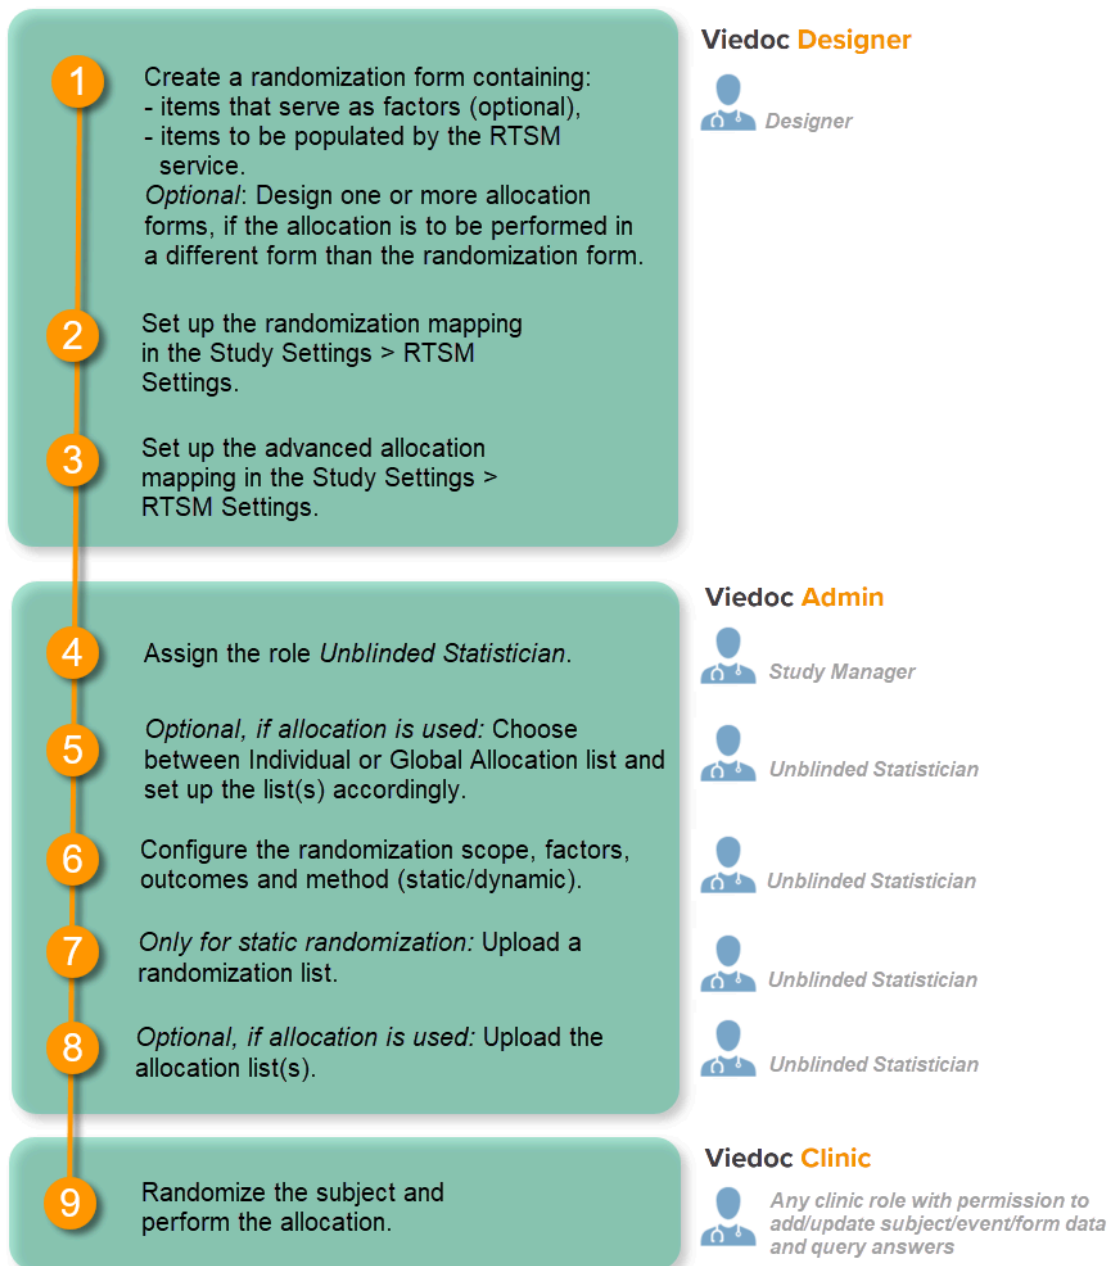 Viedoc Designer
1
Create a randomization form containing:
- items that serve as factors (optional),
- items to be populated by the RTSM
service.
Optional: Design one or more allocation
forms, if the allocation is to be performed in
a different form than the randomization form.
Designer
2
Set up the randomization mapping
in the Study Settings > RTSM
Settings.
3
Set up the advanced allocation
mapping in the Study Settings >
RTSM Settings.
Viedoc Admin
4
Assign the role Unblinded Statistician.
Study Manager
5
Optional, if allocation is used: Choose
between Individual or Global Allocation list and
set up the list(s) accordingly.
Unblinded Statistician
6
Configure the randomization scope, factors,
outcomes and method (static/dynamic).
Unblinded Statistician
7
Only for static randomization: Upload a
randomization list.
Unblinded Statistician
8
Optional, if allocation is used: Upload the
allocation list(s).
Unblinded Statistician
Viedoc Clinic
9
Randomize the subject and
perform the allocation.
Any clinic role with permission to
add/update subject/event/form data
and query answers